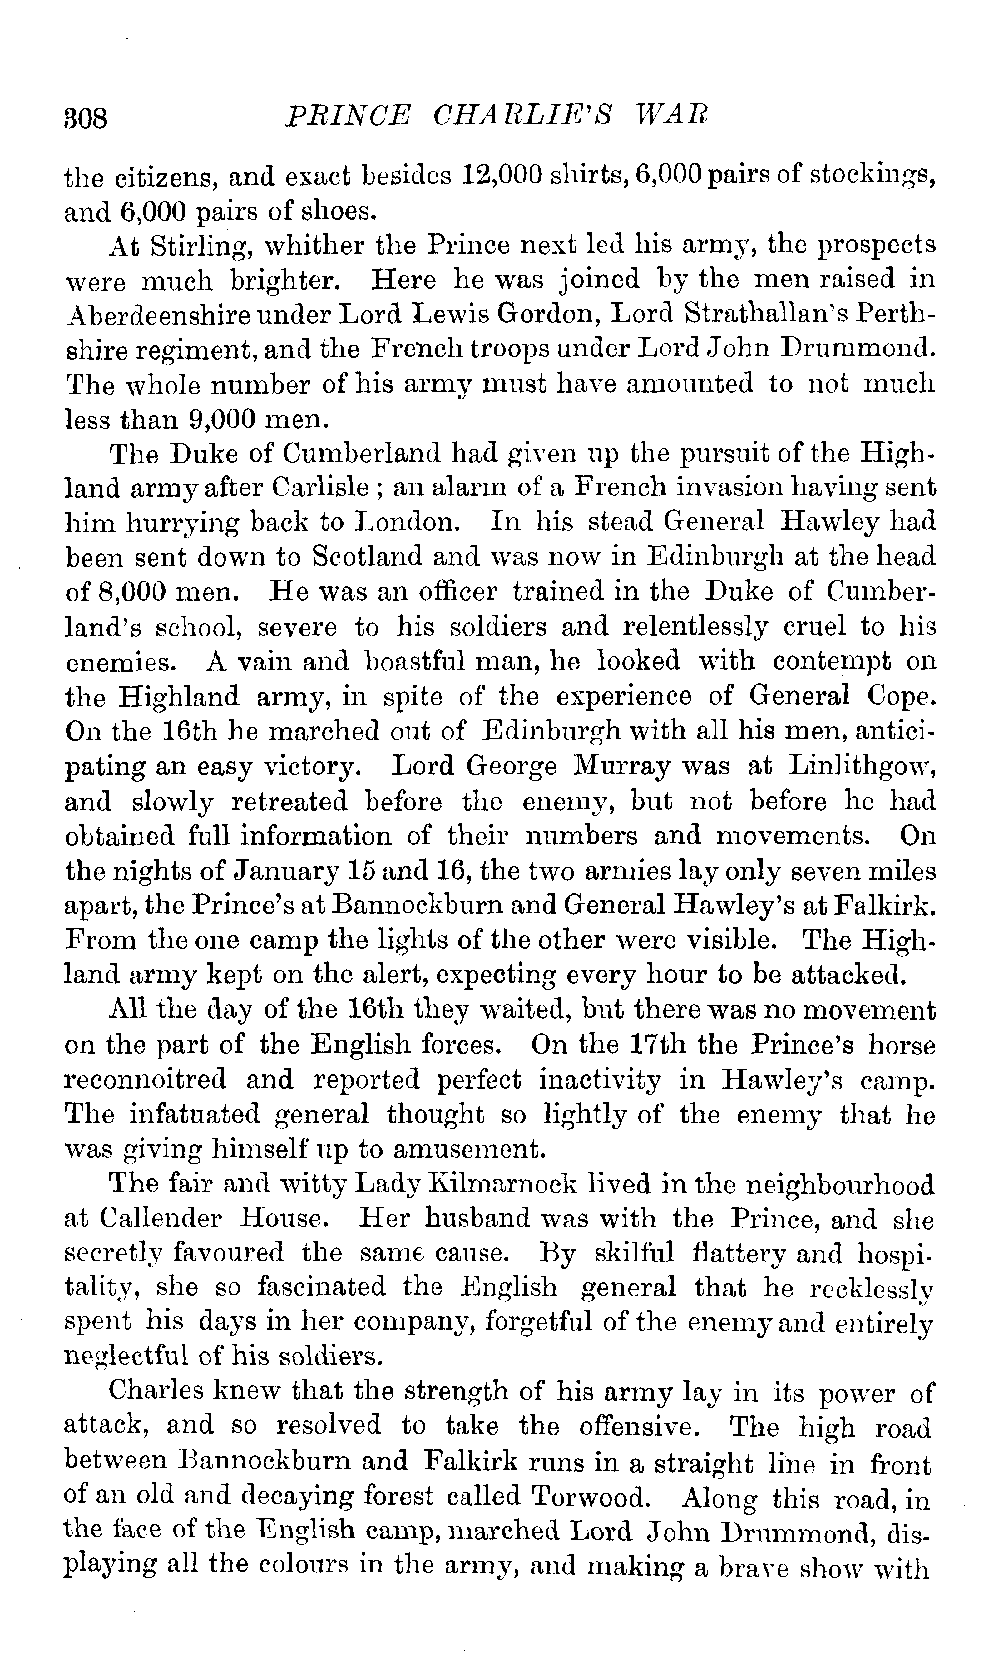 308 PRINCE CHARLIE'S WAR
the citizens, and exact besides 12,000 shirts, 6,000 pairs of stockings,
and 6,000 pairs of shoes.
At Stirling, whither the Prince next led his army, the prospects
were much brighter. Here he was joined by the men raised in
Aberdeenshire under Lord Lewis Gordon, Lord Strathallan's Perth-
shire regiment, and the French troops under Lord John Drummond.
The whole number of his army must have amounted to not much
less than 9,000 men.
The Duke of Cumberland had given up the pursuit of the High-
land army after Carlisle ; an alarm of a French invasion having sent
him hurrying back to London. In his stead General Hawley had
been sent down to Scotland and was now in Edinburgh at the head
of 8,000 men. He was an officer trained in the Duke of Cumber-
land's school, severe to his soldiers and relentlessly cruel to his
enemies. A vain and boastful man, he looked with contempt on
the Highland army, in spite of the experience of General Cope.
On the 16th he marched out of Edinburgh with all his men, antici-
pating an easy victory. Lord George Murray was at Linlithgow,
and slowly retreated before the enemy, but not before he had
obtained full information of their numbers and movements. On
the nights of January 15 and 16, the two armies lay only seven miles
apart, the Prince's at Bannockburn and General Hawley's at Falkirk.
From the one camp the lights of the other were visible. The High-
land army kept on the alert, expecting every hour to be attacked.
All the day of the 16th they waited, but there was no movement
on the part of the English forces. On the 17th the Prince's horse
reconnoitred and reported perfect inactivity in Hawley's camp.
The infatuated general thought so lightly of the enemy that he
was giving himself up to amusement.
The fair and witty Lady Kilmarnock lived in the neighbourhood
at Callender House. Her husband was with the Prince, and she
secretly favoured the same cause. By skilful flattery and hospi-
tality, she so fascinated the English general that he recklessly
spent his days in her company, forgetful of the enemy and entirely
neglectful of his soldiers.
Charles knew that the strength of his army lay in its power of
attack, and so resolved to take the offensive. The high road
between Bannockburn and Falkirk runs in a straight line in front
of an old and decaying forest called Torwood. Along this road, in
the face of the English camp, marched Lord John Drummond, dis-
playing all the colours in the army, and making a brave show with